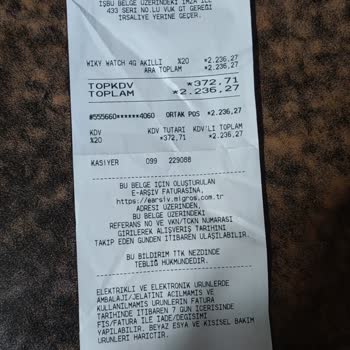 İŞBU BELGE ÜZERİNDEKİ İMZA İLE
433 SERİ NO.LU VUK GT GEREĞİ
İRSALİYE YERİNE GEÇER.
WIKY WATCH 4G AKILLI %20 *2.236,27
ARA TOPLAM *2.236,27
TOPKDV *372,71
TOPLAM *2.236,27
#555660******4060 ORTAK POS *2.236,27
KDV KDV TUTARI KDV'Lİ TOPLAM
%20 *372,71 *2.236,27
KASİYER 099 229088
BU BELGE İÇİN OLUŞTURULAN
E-ARŞİV FATURASINA,
https://earsiv.migros.com.tr
ADRESİ ÜZERİNDEN,
BU BELGE ÜZERİNDEKİ
REFERANS NO VE VKN/TCKN NUMARASI
GİRİLEREK ALIŞVERİŞ TARİHİNİ
TAKİP EDEN GÜNDEN İTİBAREN ULAŞILABİLİR.
BU BİLDİRİM TTK NEZDİNDE
TEBLİĞ HÜKMÜNDEDİR.
ELEKTRİKLİ VE ELEKTRONİK ÜRÜNLERDE
AMBALAJI/JELATİNİ AÇILMAMIŞ VE
KULLANILMAMIŞ ÜRÜNLERİN FATURA
TARİHİNDE İTİBAREN 7 GÜN İÇERİSİNDE
FİŞ/FATURA İLE İADE/DEĞİŞİMİ
YAPILABİLİR. BEYAZ EŞYA VE KİŞİSEL BAKIM
ÜRÜNLERİ HARİÇTİR.